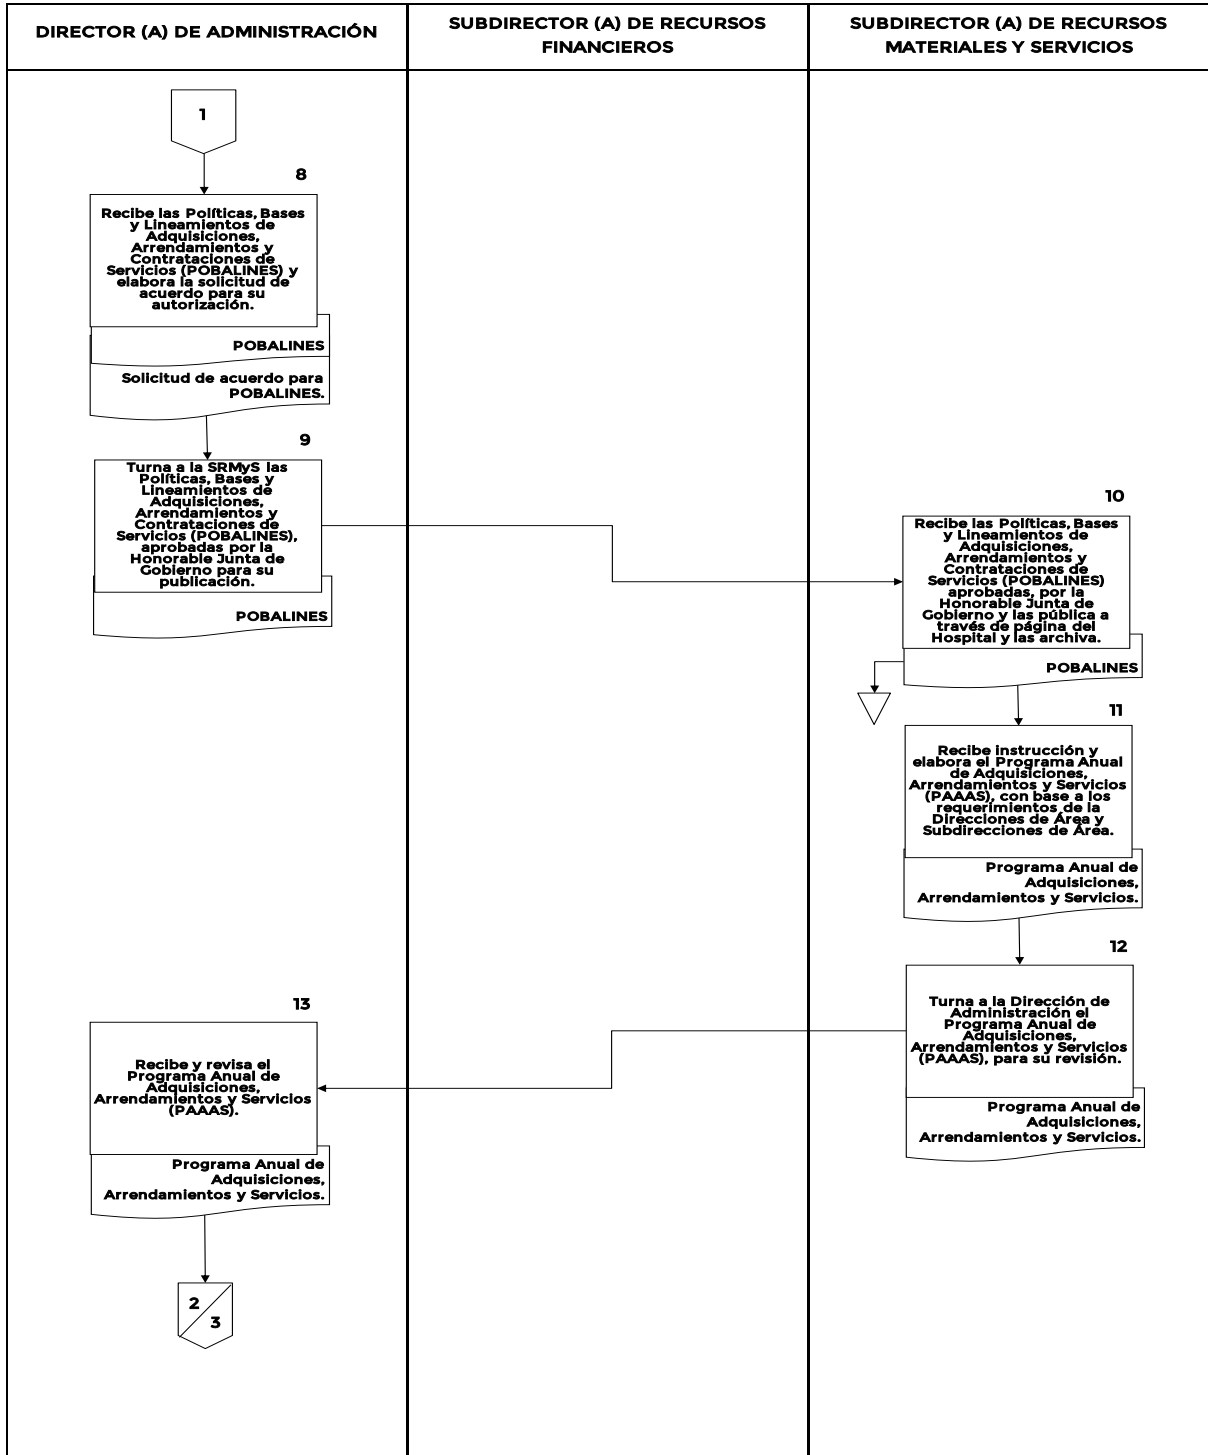 DIRECTOR (A) DE ADMINISTRACIÓN
SUBDIRECTOR (A) DE RECURSOS
FINANCIEROS
SUBDIRECTOR (A) DE RECURSOS
MATERIALES Y SERVICIOS
1
8
Recibe las Políticas, Bases
y Lineamientos de
Adquisiciones,
Arrendamientos y
Contrataciones de
Servicios (POBALINES) y
elabora la solicitud de
acuerdo para su
autorización.
POBALINES
Solicitud de acuerdo para
POBALINES.
9
Turna a la SRMyS las
Políticas, Bases y
Lineamientos de
Adquisiciones,
Arrendamientos y
Contrataciones de
Servicios (POBALINES),
aprobadas por la
Honorable Junta de
Gobierno para su
publicación.
POBALINES
10
Recibe las Políticas, Bases
y Lineamientos de
Adquisiciones,
Arrendamientos y
Contrataciones de
Servicios (POBALINES)
aprobadas, por la
Honorable Junta de
Gobierno y las pública a
través de página del
Hospital y las archiva.
POBALINES
11
Recibe instrucción y
elabora el Programa Anual
de Adquisiciones,
Arrendamientos y Servicios
(PAAAS), con base a los
requerimientos de la
Direcciones de Área y
Subdirecciones de Área.
Programa Anual de
Adquisiciones,
Arrendamientos y Servicios.
12
Turna a la Dirección de
Administración el
Programa Anual de
Adquisiciones,
Arrendamientos y Servicios
(PAAAS), para su revisión.
Programa Anual de
Adquisiciones,
Arrendamientos y Servicios.
13
Recibe y revisa el
Programa Anual de
Adquisiciones,
Arrendamientos y Servicios
(PAAAS).
Programa Anual de
Adquisiciones,
Arrendamientos y Servicios.
2
3